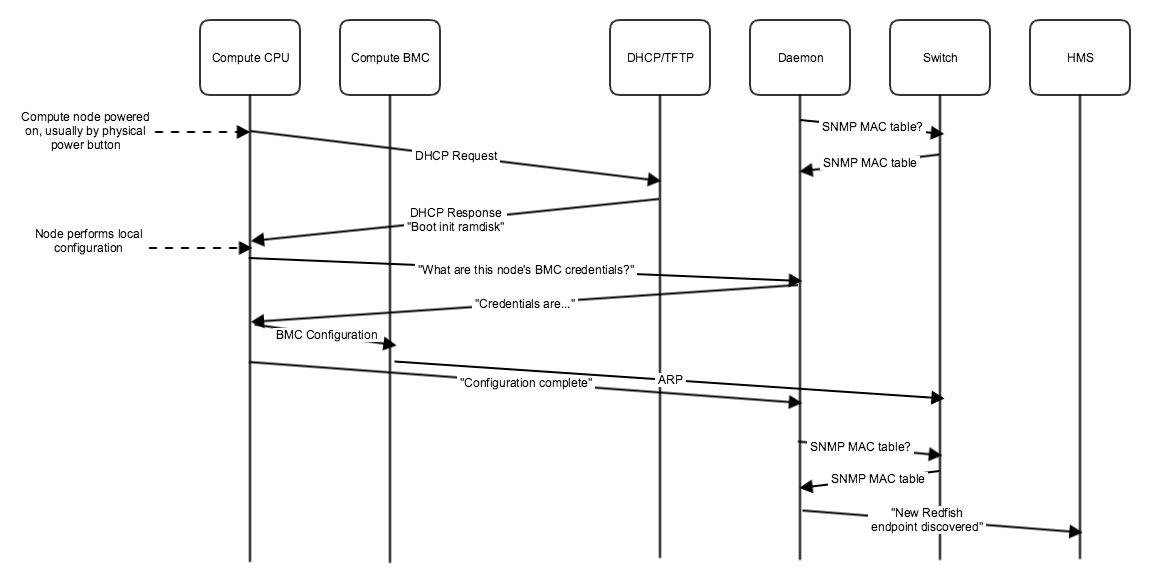 Compute CPU
Compute BMC
DHCP/TFTP
Daemon
Switch
HMS
Compute node powered
on, usually by physical
power button
SNMP MAC table?
DHCP Request
SNMP MAC table
DHCP Response
"Boot init ramdisk"
Node performs local
configuration
"What are this node's BMC credentials?"
"Credentials are..."
BMC Configuration
ARP
"Configuration complete"
SNMP MAC table?
SNMP MAC table
"New Redfish
endpoint discovered"